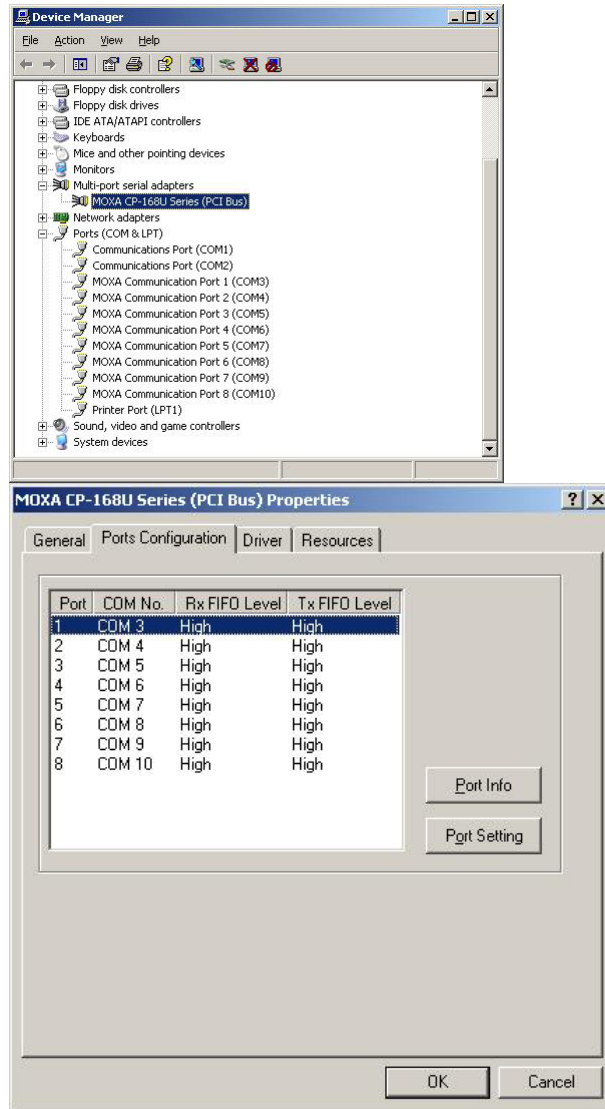 Device Manager
File Action View Help
Floppy disk controllers
Floppy disk drives
IDE ATA/ATAPI controllers
Keyboards
Mice and other pointing devices
Monitors
Multi-port serial adapters
MOXA CP-168U Series (PCI Bus)
Network adapters
Ports (COM & LPT)
Communications Port (COM1)
Communications Port (COM2)
MOXA Communication Port 1 (COM3)
MOXA Communication Port 2 (COM4)
MOXA Communication Port 3 (COM5)
MOXA Communication Port 4 (COM6)
MOXA Communication Port 5 (COM7)
MOXA Communication Port 6 (COM8)
MOXA Communication Port 7 (COM9)
MOXA Communication Port 8 (COM10)
Printer Port (LPT1)
Sound, video and game controllers
System devices
MOXA CP-168U Series (PCI Bus) Properties
General Ports Configuration Driver Resources
Port COM No. Rx FIFO Level Tx FIFO Level
1 COM 3 High High
2 COM 4 High High
3 COM 5 High High
4 COM 6 High High
5 COM 7 High High
6 COM 8 High High
7 COM 9 High High
8 COM 10 High High
Port Info
Port Setting
OK Cancel